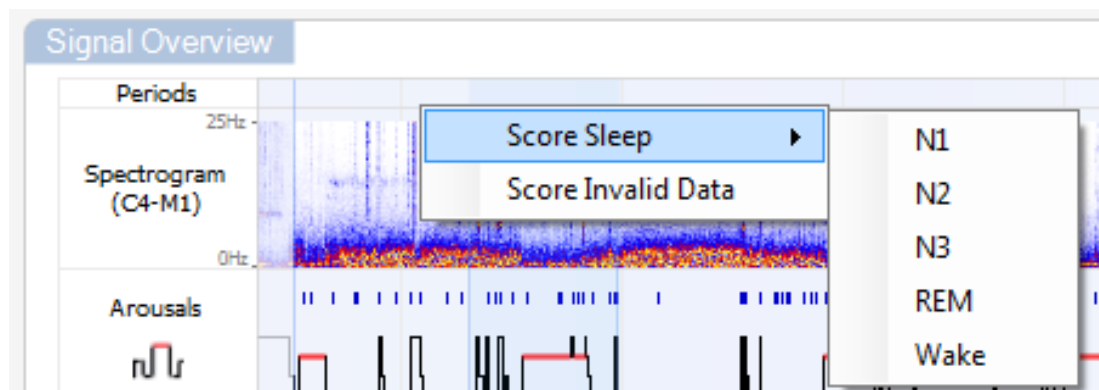 Signal Overview
Periods
25Hz
Spectrogram
(C4-M1)
0Hz
Arousals
Score Sleep
Score Invalid Data
N1
N2
N3
REM
Wake